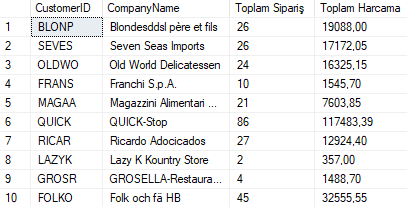 CustomerID CompanyName Toplam Sipariş Toplam Harcama
1 BLONP Blondesddsl père et fils 26 19088,00
2 SEVES Seven Seas Imports 26 17172,05
3 OLDWO Old World Delicatessen 24 16325,15
4 FRANS Franchi S.p.A. 10 1545,70
5 MAGAA Magazzini Alimentari ... 21 7603,85
6 QUICK QUICK-Stop 86 117483,39
7 RICAR Ricardo Adocicados 27 12924,40
8 LAZYK Lazy K Kountry Store 2 357,00
9 GROSR GROSELLA-Restaura... 4 1488,70
10 FOLKO Folk och fä HB 45 32555,55